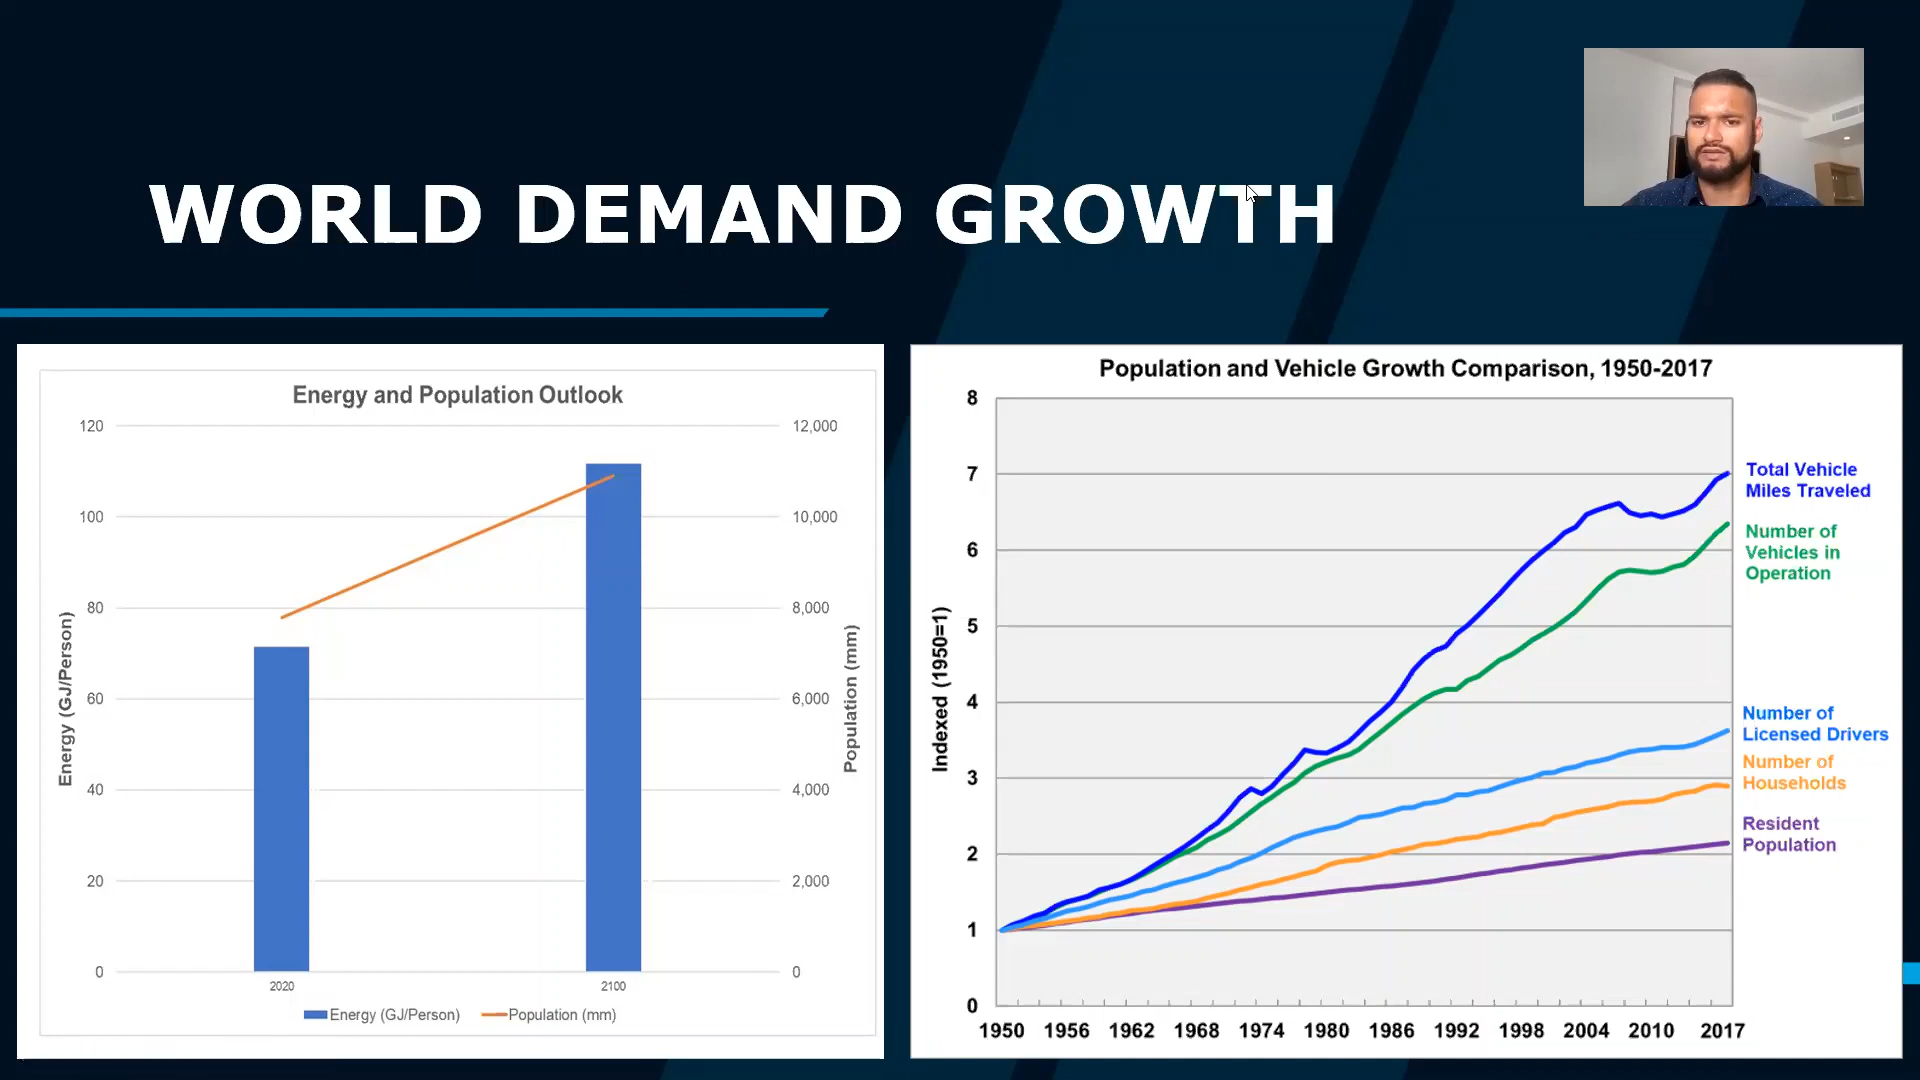 WORLD DEMAND GROWTH
Energy and Population Outlook
120
100
80
60
40
20
0
12,000
10,000
8,000
6,000
4,000
2,000
0
Energy (GJ/Person)
Population (mm)
2020
2100
Energy (GJ/Person)
Population (mm)
Population and Vehicle Growth Comparison, 1950-2017
8
7
6
5
4
3
2
1
0
Indexed (1950=1)
1950
1956
1962
1968
1974
1980
1986
1992
1998
2004
2010
2017
Total Vehicle
Miles Traveled
Number of
Vehicles in
Operation
Number of
Licensed Drivers
Number of
Households
Resident
Population